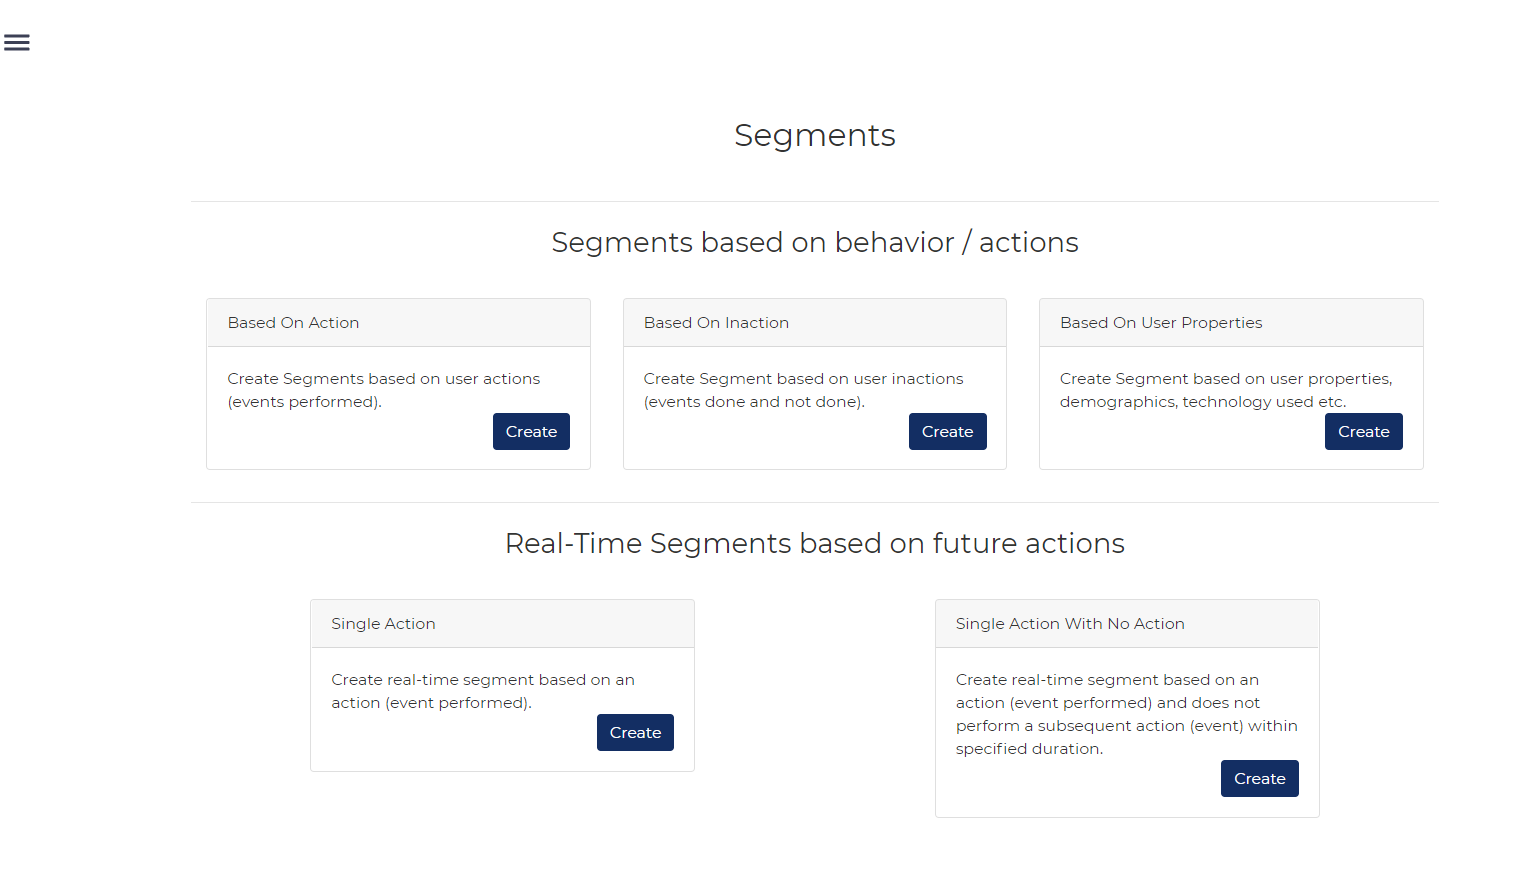 Segments
Segments based on behavior / actions
Based On Action
Create Segments based on user actions
(events performed).
Create
Based On Inaction
Create Segment based on user inactions
(events done and not done).
Create
Based On User Properties
Create Segment based on user properties,
demographics, technology used etc.
Create
Real-Time Segments based on future actions
Single Action
Create real-time segment based on an
action (event performed).
Create
Single Action With No Action
Create real-time segment based on an
action (event performed) and does not
perform a subsequent action (event) within
specified duration.
Create